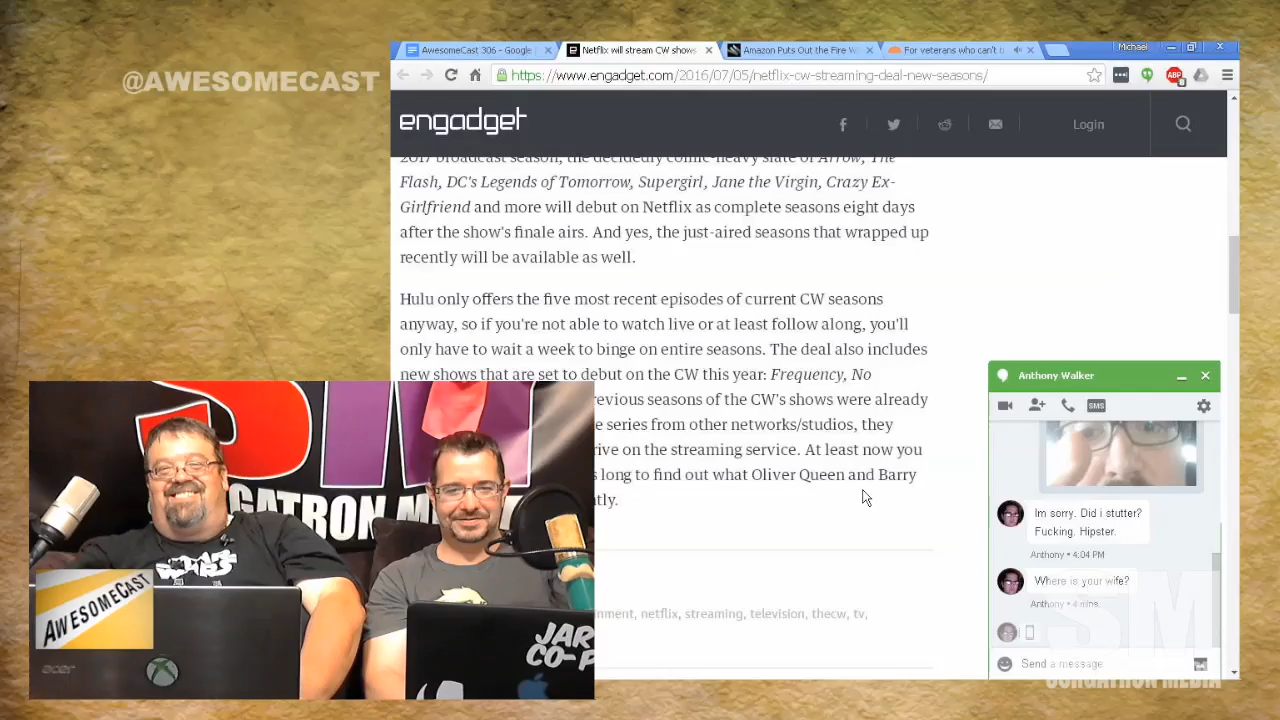 @AWESOMECAST
AwesomeCast 306 - Google
Netflix will stream CW shows
Amazon Puts Out the Fire W
For veterans who can't b
Michael
https://www.engadget.com/2016/07/05/netflix-cw-streaming-deal-new-seasons/
ABP
engadget
Login
2017 broadcast season, the decidedly comic-heavy slate of Arrow, The
Flash, DC's Legends of Tomorrow, Supergirl, Jane the Virgin, Crazy Ex-
Girlfriend and more will debut on Netflix as complete seasons eight days
after the show's finale airs. And yes, the just-aired seasons that wrapped up
recently will be available as well.
Hulu only offers the five most recent episodes of current CW seasons
anyway, so if you're not able to watch live or at least follow along, you'll
only have to wait a week to binge on entire seasons. The deal also includes
new shows that are set to debut on the CW this year: Frequency, No
revious seasons of the CW's shows were already
e series from other networks/studios, they
rive on the streaming service. At least now you
s long to find out what Oliver Queen and Barry
tly.
nment, netflix, streaming, television, thecw, tv,
Anthony Walker
SMS
Im sorry. Did i stutter?
Fucking. Hipster.
Anthony • 4:04 PM
Where is your wife?
Anthony • 4 mins
Send a message
SM
SORGATRON MEDIA
SM
GATRON M
AWESOMECAST
acer
JAR
CO-P